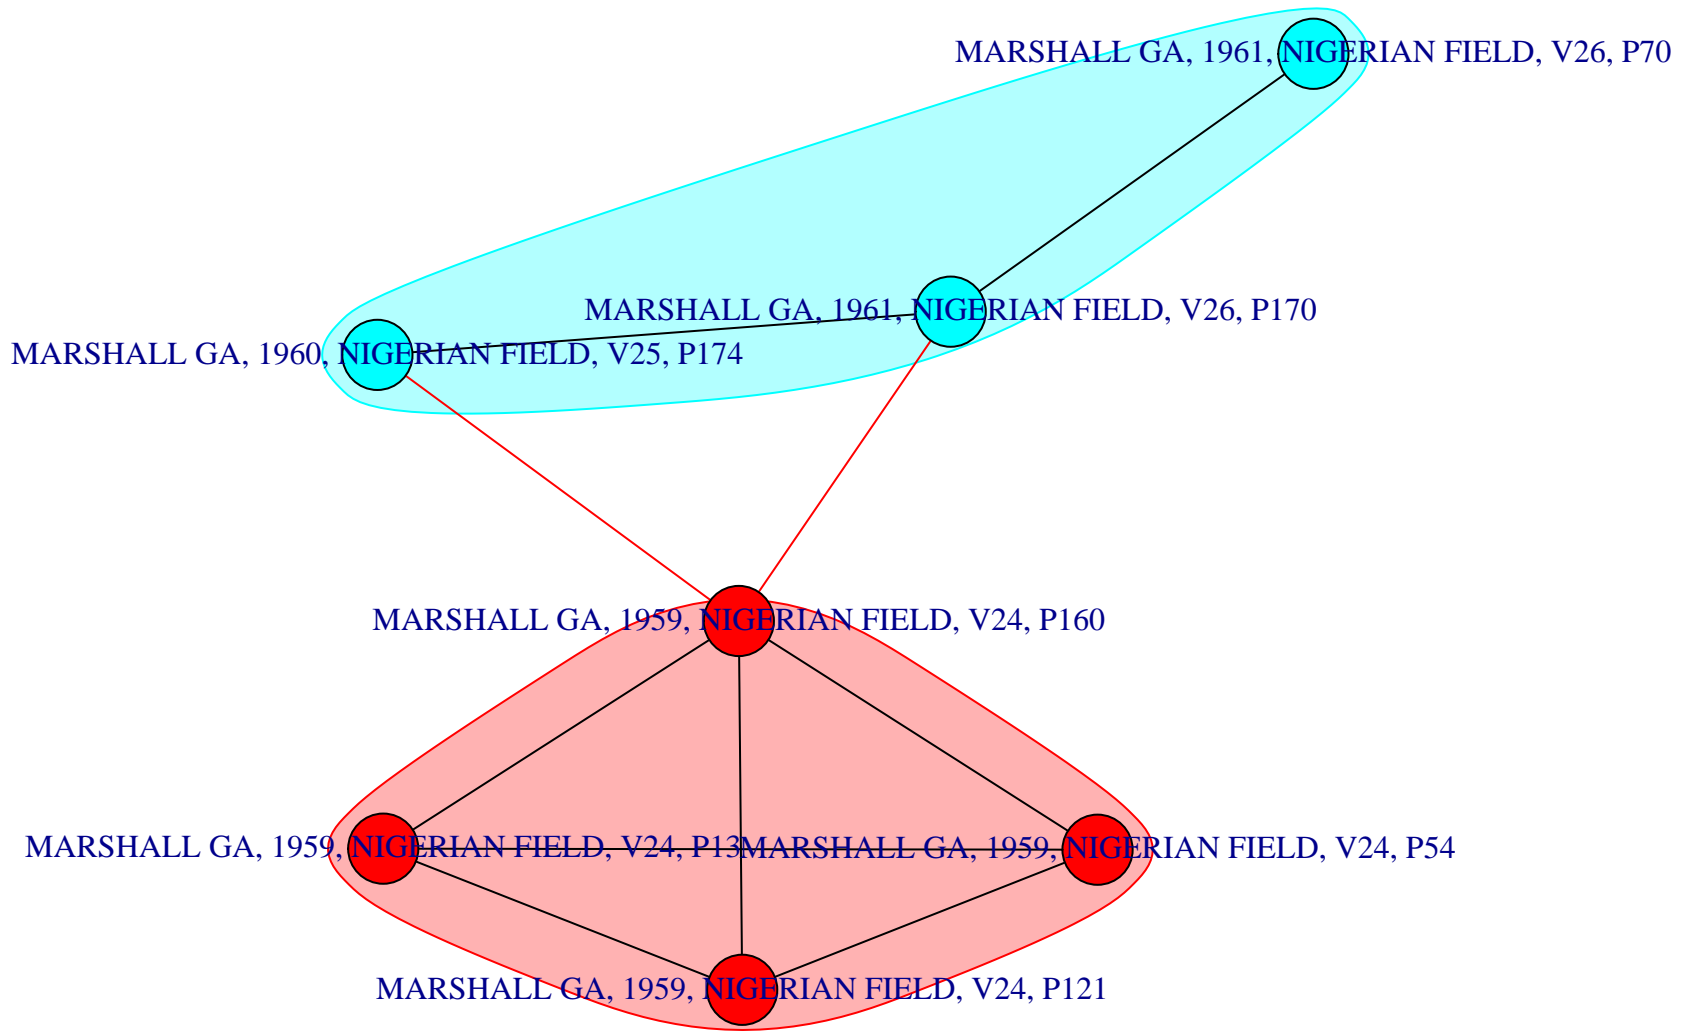 MARSHALL GA, 1961, NIGERIAN FIELD, V26, P70
MARSHALL GA, 1961, NIGERIAN FIELD, V26, P170
MARSHALL GA, 1960, NIGERIAN FIELD, V25, P174
MARSHALL GA, 1959, NIGERIAN FIELD, V24, P160
MARSHALL GA, 1959, NIGERIAN FIELD, V24, P13
MARSHALL GA, 1959, NIGERIAN FIELD, V24, P54
MARSHALL GA, 1959, NIGERIAN FIELD, V24, P121